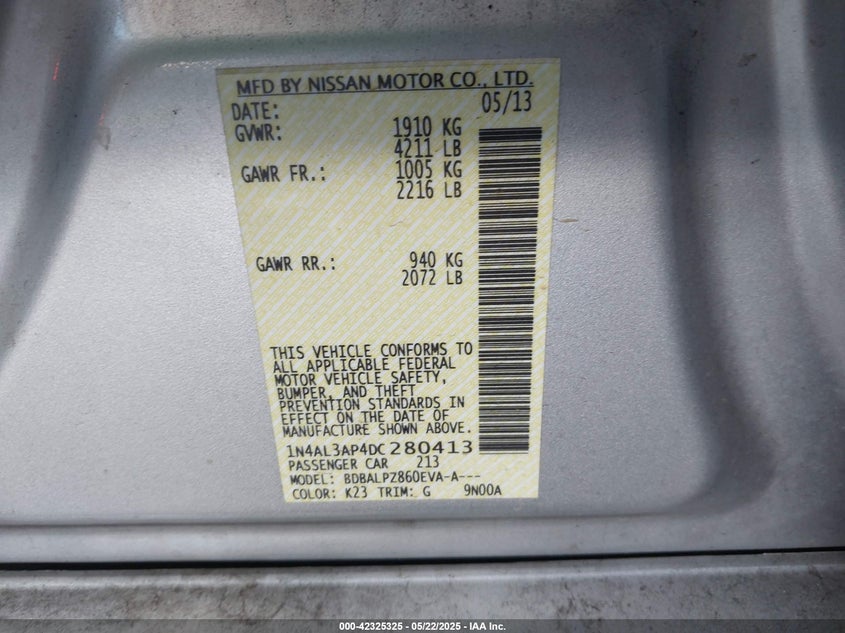 MFD BY NISSAN MOTOR CO., LTD.
DATE: 05/13
GVWR: 1910 KG
4211 LB
GAWR FR.: 1005 KG
2216 LB
GAWR RR.: 940 KG
2072 LB
THIS VEHICLE CONFORMS TO
ALL APPLICABLE FEDERAL
MOTOR VEHICLE SAFETY,
BUMPER, AND THEFT
PREVENTION STANDARDS IN
EFFECT ON THE DATE OF
MANUFACTURE SHOWN ABOVE.
1N4AL3AP4DC280413
PASSENGER CAR 213
MODEL: BDBALPZ860EVA-A---
COLOR: K23 TRIM: G 9N00A
000-42325325 - 05/22/2025 - IAA Inc.